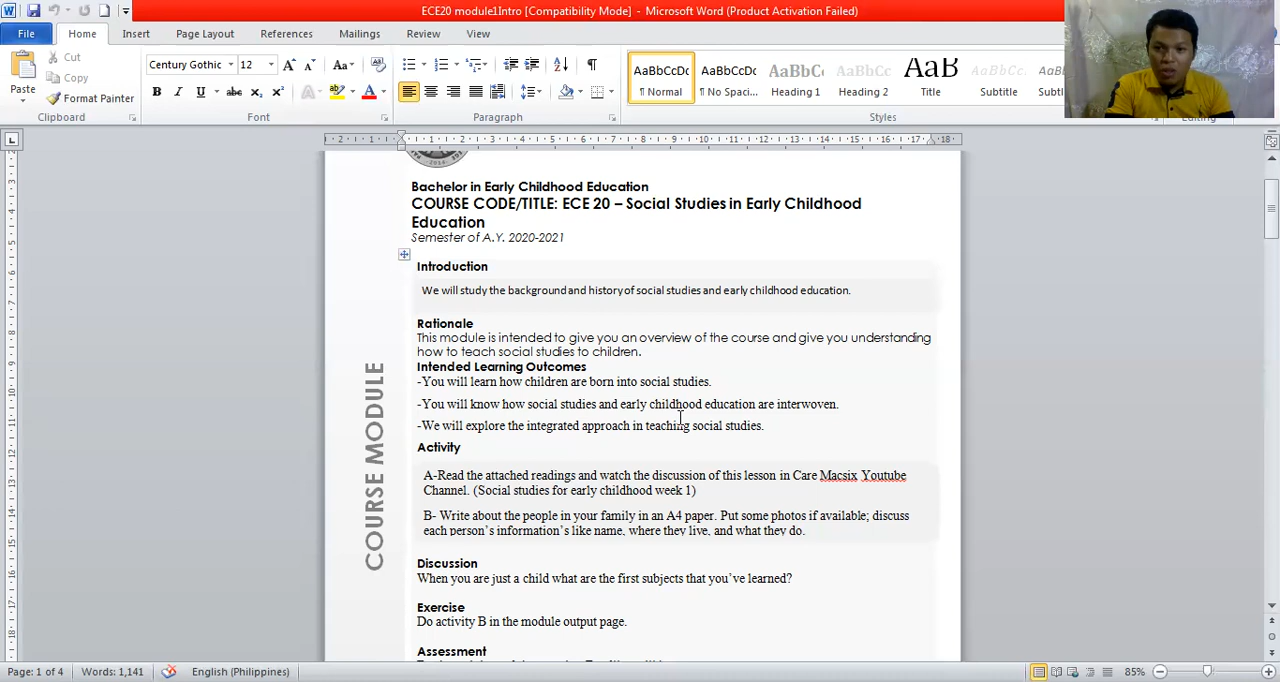 ECE20 module1Intro [Compatibility Mode] - Microsoft Word (Product Activation Failed)
File Home Insert Page Layout References Mailings Review View
Cut
Copy
Paste
Format Painter
Clipboard
Century Gothic 12
Font
Paragraph
AaBbCcDc AaBbCcDc AaBbC AaBbCc AaB AaBbCcD AaBb
¶ Normal ¶ No Spaci... Heading 1 Heading 2 Title Subtitle Subtl
Styles
Bachelor in Early Childhood Education
COURSE CODE/TITLE: ECE 20 – Social Studies in Early Childhood
Education
Semester of A.Y. 2020-2021
Introduction
We will study the background and history of social studies and early childhood education.
Rationale
This module is intended to give you an overview of the course and give you understanding
how to teach social studies to children.
Intended Learning Outcomes
-You will learn how children are born into social studies.
-You will know how social studies and early childhood education are interwoven.
-We will explore the integrated approach in teaching social studies.
Activity
A-Read the attached readings and watch the discussion of this lesson in Care Macsix Youtube
Channel. (Social studies for early childhood week 1)
B- Write about the people in your family in an A4 paper. Put some photos if available; discuss
each person’s information’s like name, where they live, and what they do.
Discussion
When you are just a child what are the first subjects that you’ve learned?
Exercise
Do activity B in the module output page.
Assessment
COURSE MODULE
Page: 1 of 4 Words: 1,141 English (Philippines) 85%